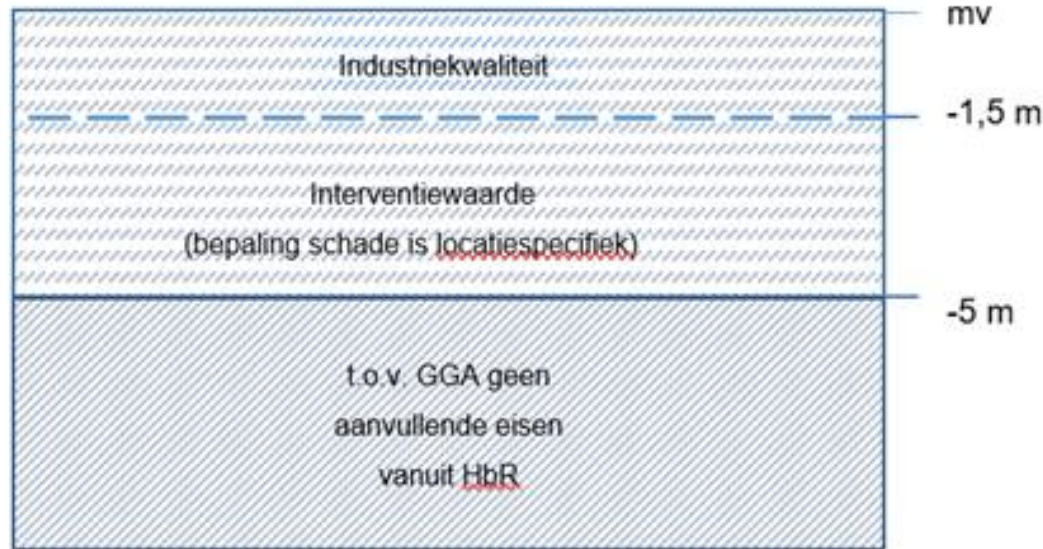 mv
Industriekwaliteit
-1,5 m
Interventiewaarde
(bepaling schade is locatiespecifiek)
-5 m
t.o.v. GGA geen
aanvullende eisen
vanuit HbR